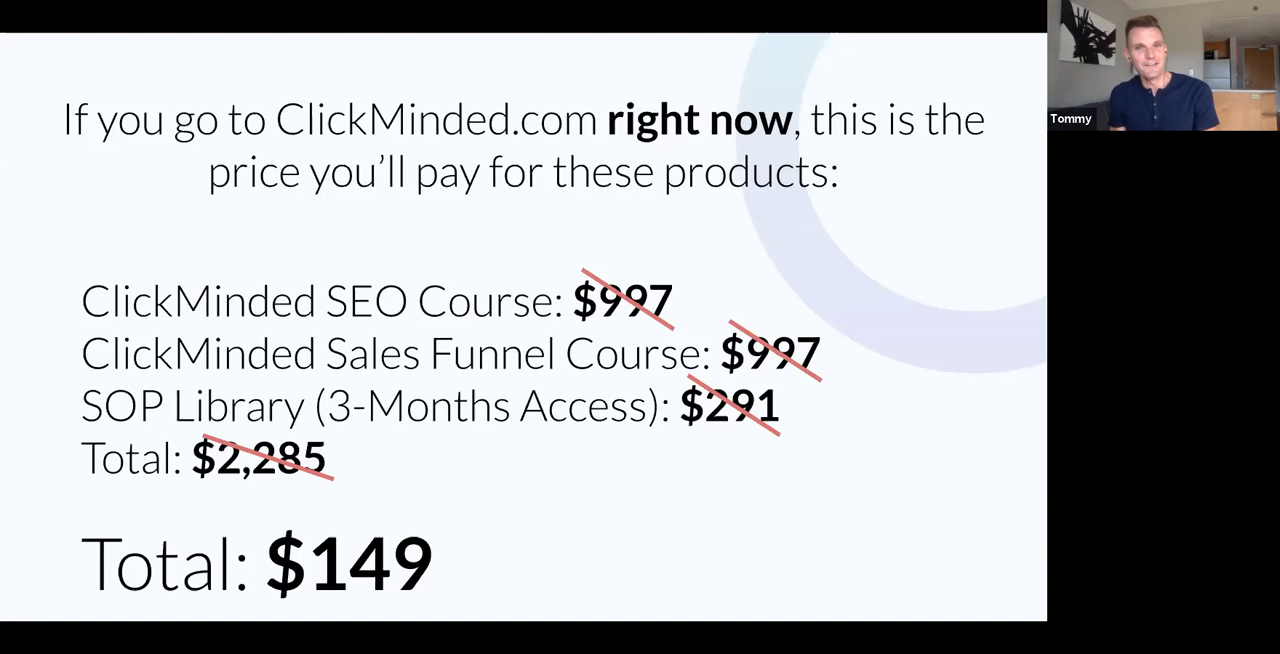 If you go to ClickMinded.com right now, this is the
price you’ll pay for these products:
ClickMinded SEO Course: $997
ClickMinded Sales Funnel Course: $997
SOP Library (3-Months Access): $291
Total: $2,285
Total: $149
Tommy